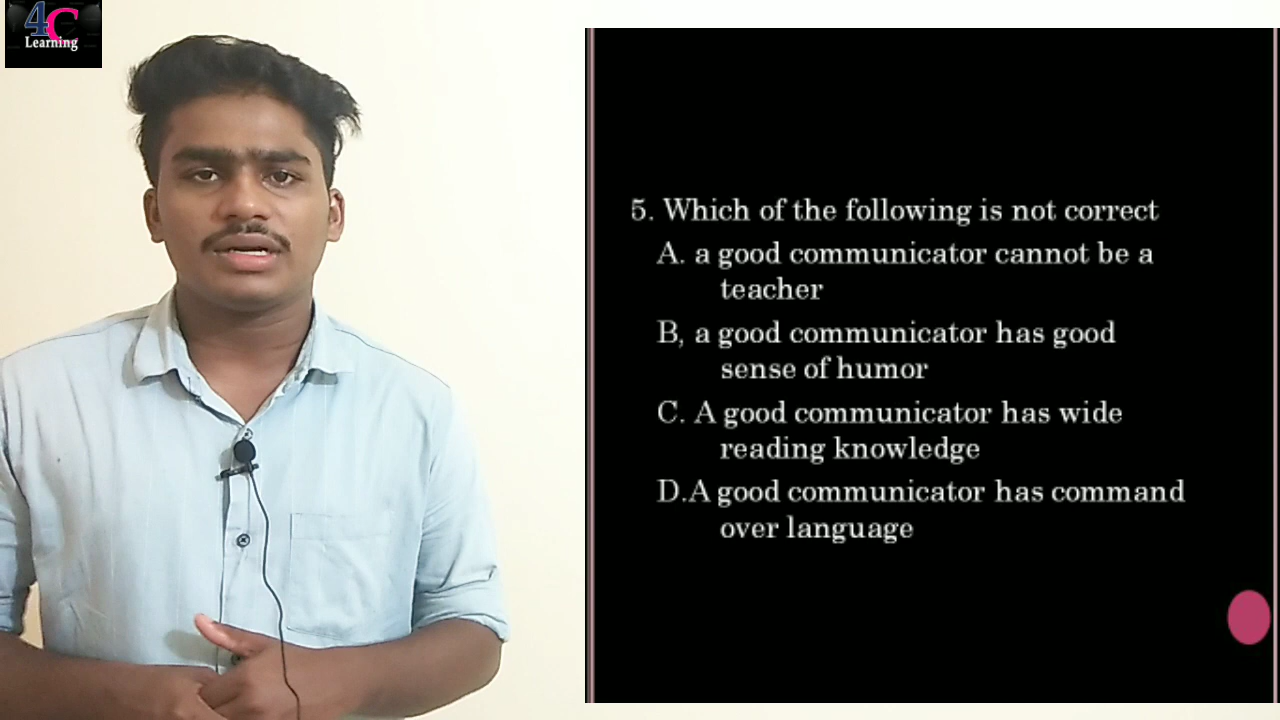 4C
Learning
5. Which of the following is not correct
A. a good communicator cannot be a
teacher
B, a good communicator has good
sense of humor
C. A good communicator has wide
reading knowledge
D.A good communicator has command
over language